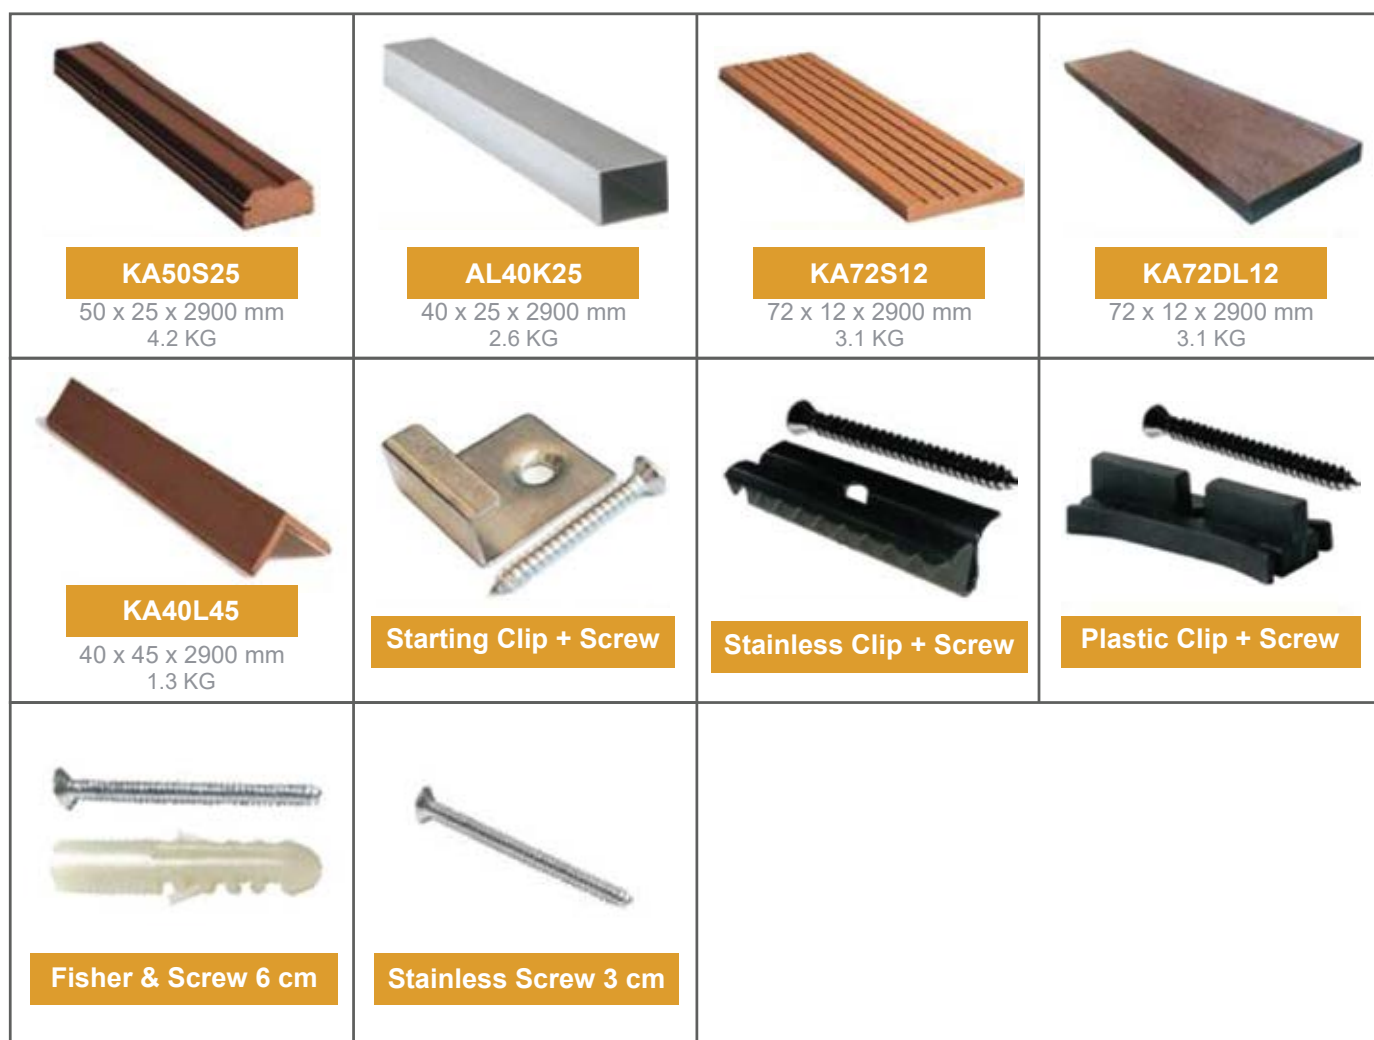 KA50S25
50 x 25 x 2900 mm
4.2 KG
AL40K25
40 x 25 x 2900 mm
2.6 KG
KA72S12
72 x 12 x 2900 mm
3.1 KG
KA72DL12
72 x 12 x 2900 mm
3.1 KG
KA40L45
40 x 45 x 2900 mm
1.3 KG
Starting Clip + Screw
Stainless Clip + Screw
Plastic Clip + Screw
Fisher & Screw 6 cm
Stainless Screw 3 cm